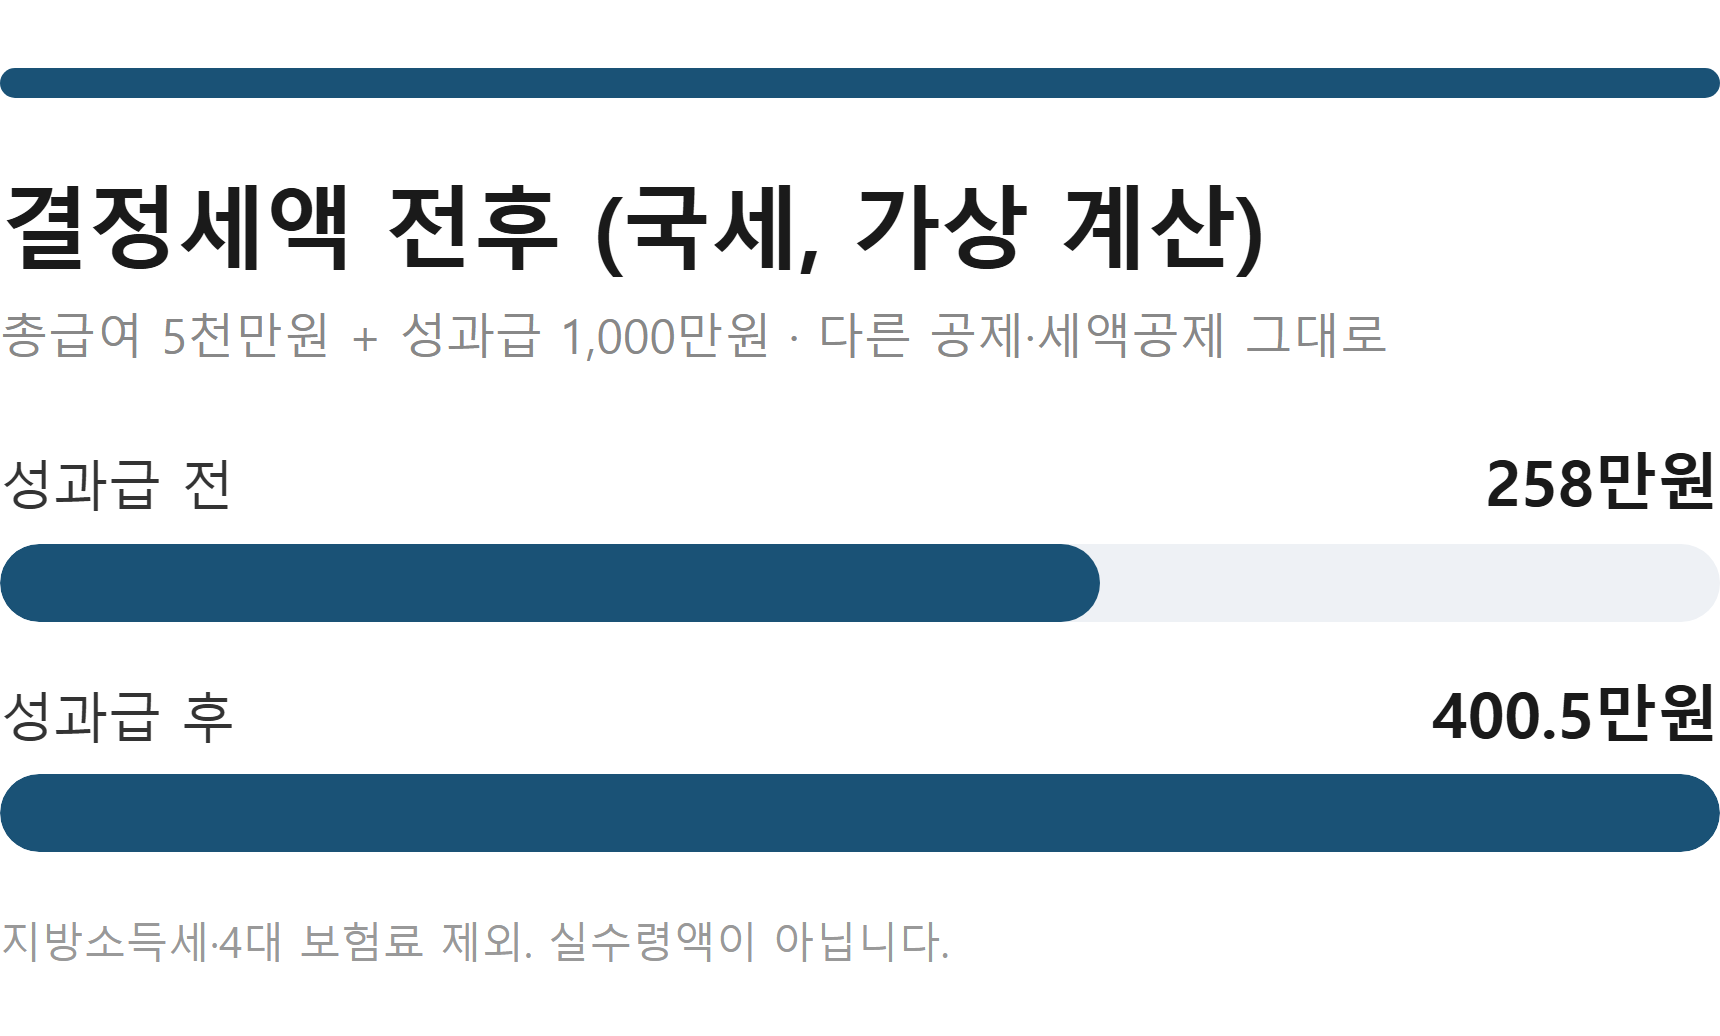 결정세액 전후 (국세, 가상 계산)
총급여 5천만원 + 성과급 1,000만원 · 다른 공제·세액공제 그대로
성과급 전 258만원
성과급 후 400.5만원
지방소득세·4대 보험료 제외. 실수령액이 아닙니다.